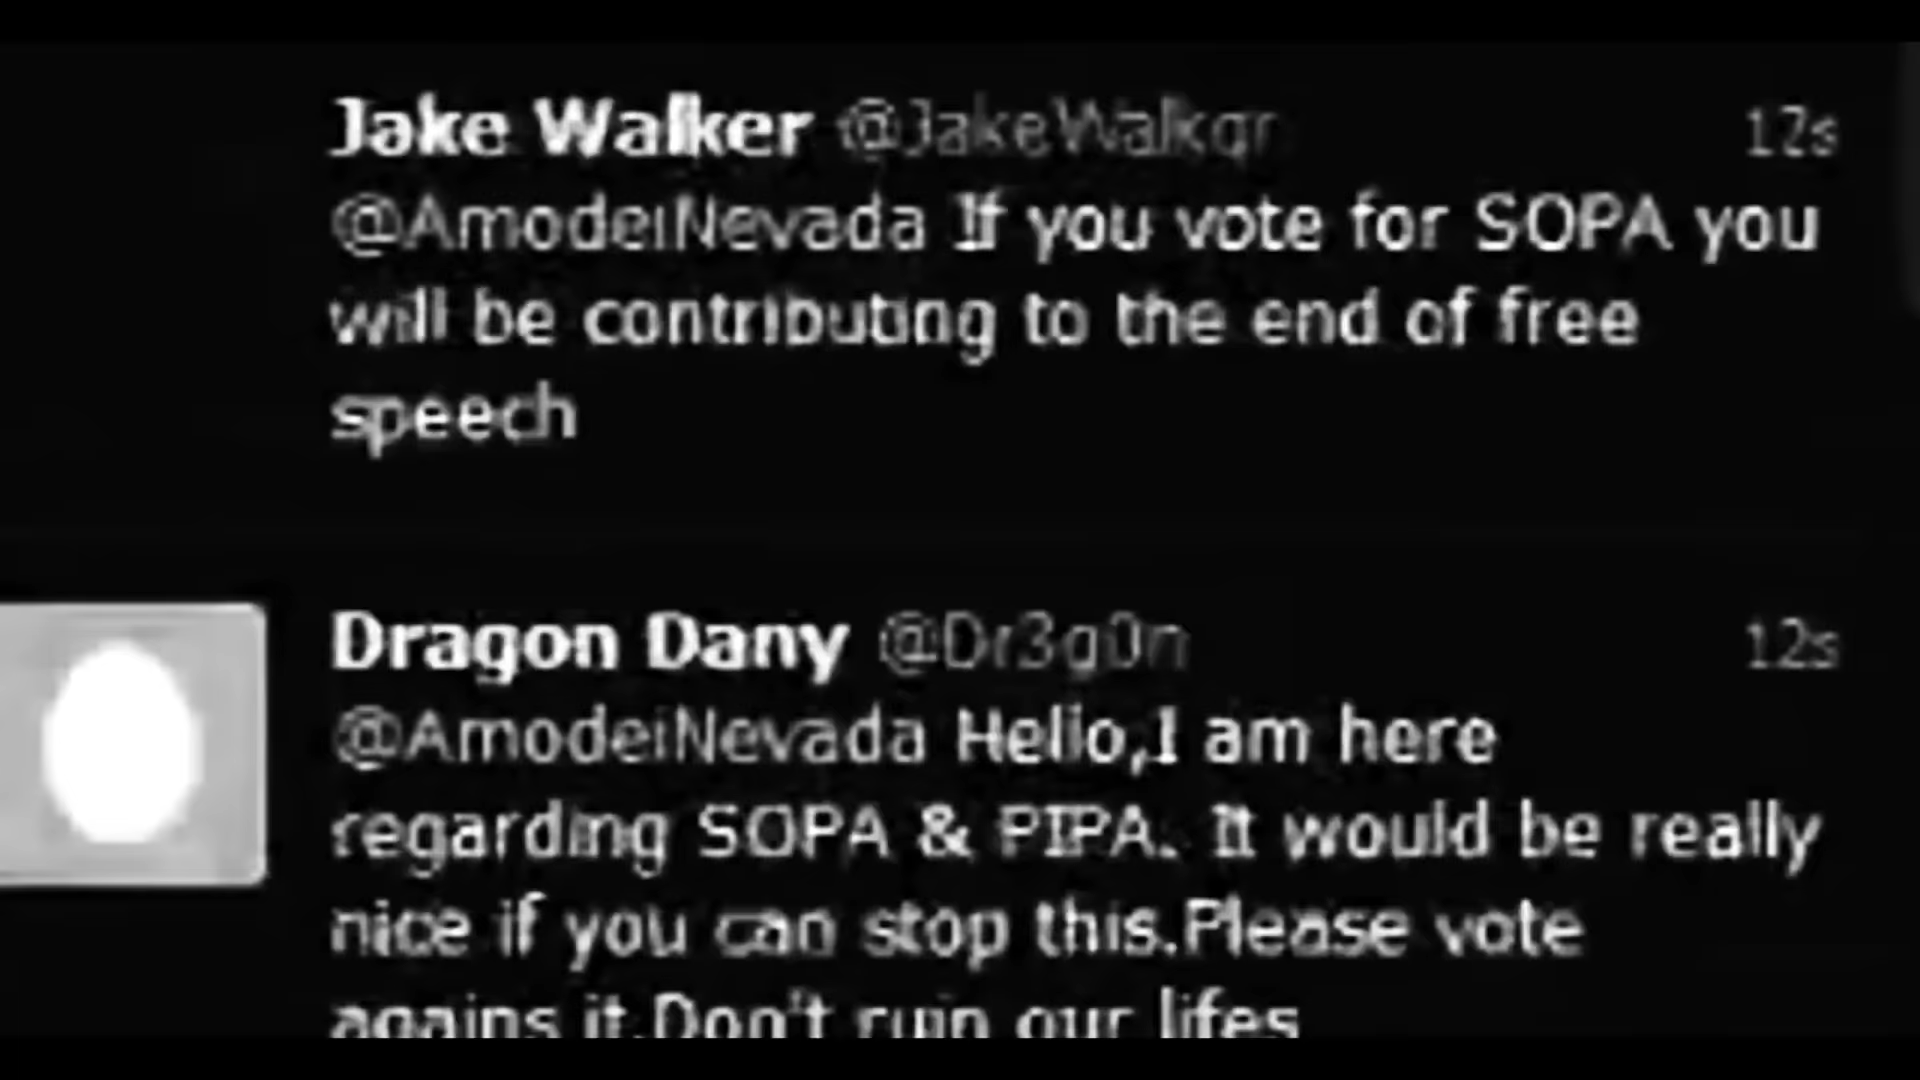 Jake Walker @JakeWalkqr 12s
@AmodeiNevada If you vote for SOPA you
will be contributing to the end of free
speech
Dragon Dany @Dr3g0n 12s
@AmodeiNevada Hello,I am here
regarding SOPA & PIPA. It would be really
nice if you can stop this.Please vote
agains it.Don't ruin our lifes